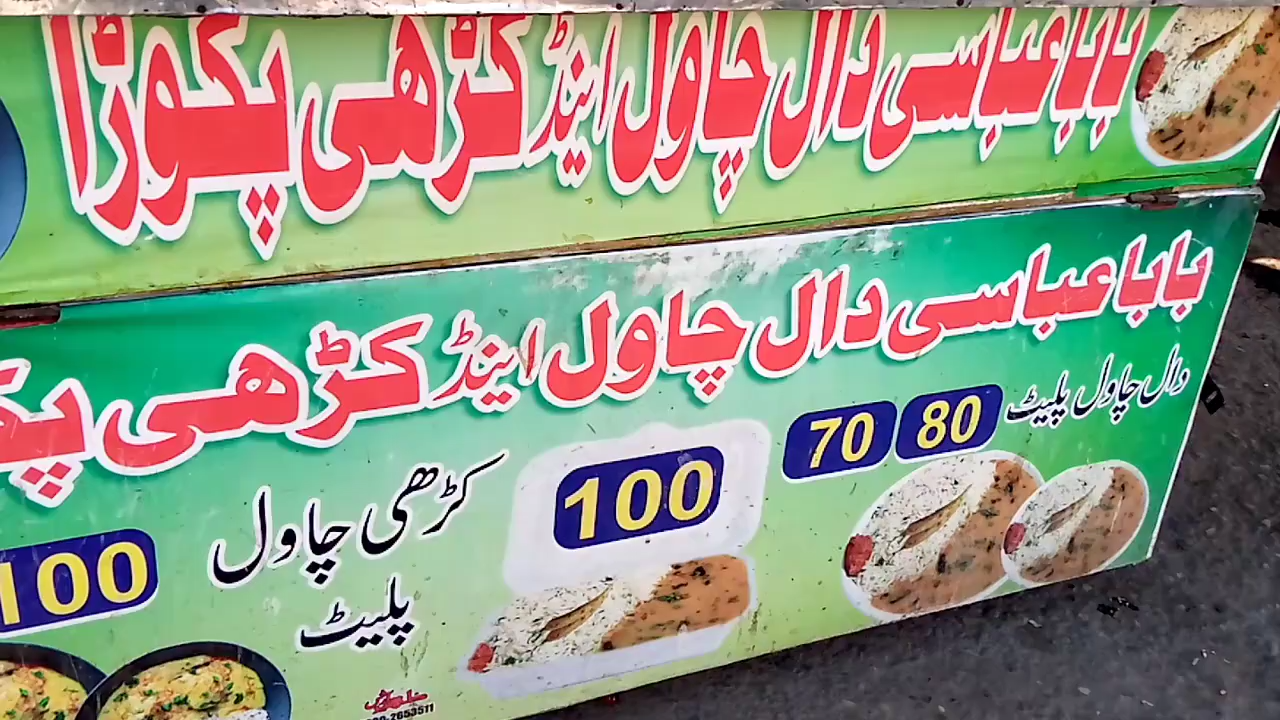 بابا عباسی دال چاول اینڈ کڑھی پکوڑا
بابا عباسی دال چاول اینڈ کڑھی
دال چاول پلیٹ
80
70
100
کڑھی چاول
پلیٹ
100
2653511